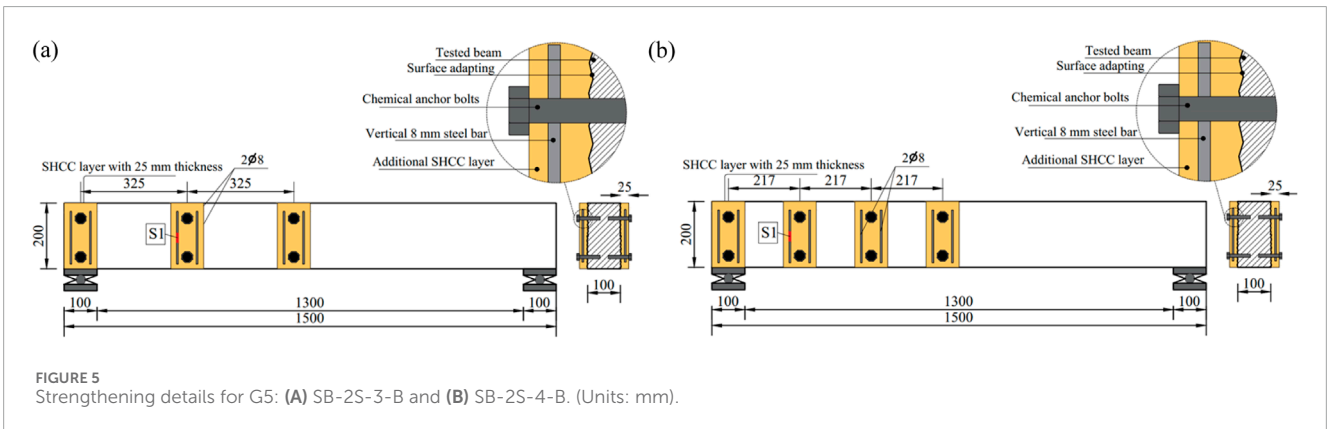 (a)
Tested beam
Surface adapting
Chemical anchor bolts
Vertical 8 mm steel bar
Additional SHCC layer
SHCC layer with 25 mm thickness
2Ø8
325
325
25
200
S1
100
100
1300
100
1500
(b)
Tested beam
Surface adapting
Chemical anchor bolts
Vertical 8 mm steel bar
Additional SHCC layer
SHCC layer with 25 mm thickness
2Ø8
217
217
217
25
200
S1
100
100
1300
100
1500
FIGURE 5
Strengthening details for G5: (A) SB-2S-3-B and (B) SB-2S-4-B. (Units: mm).